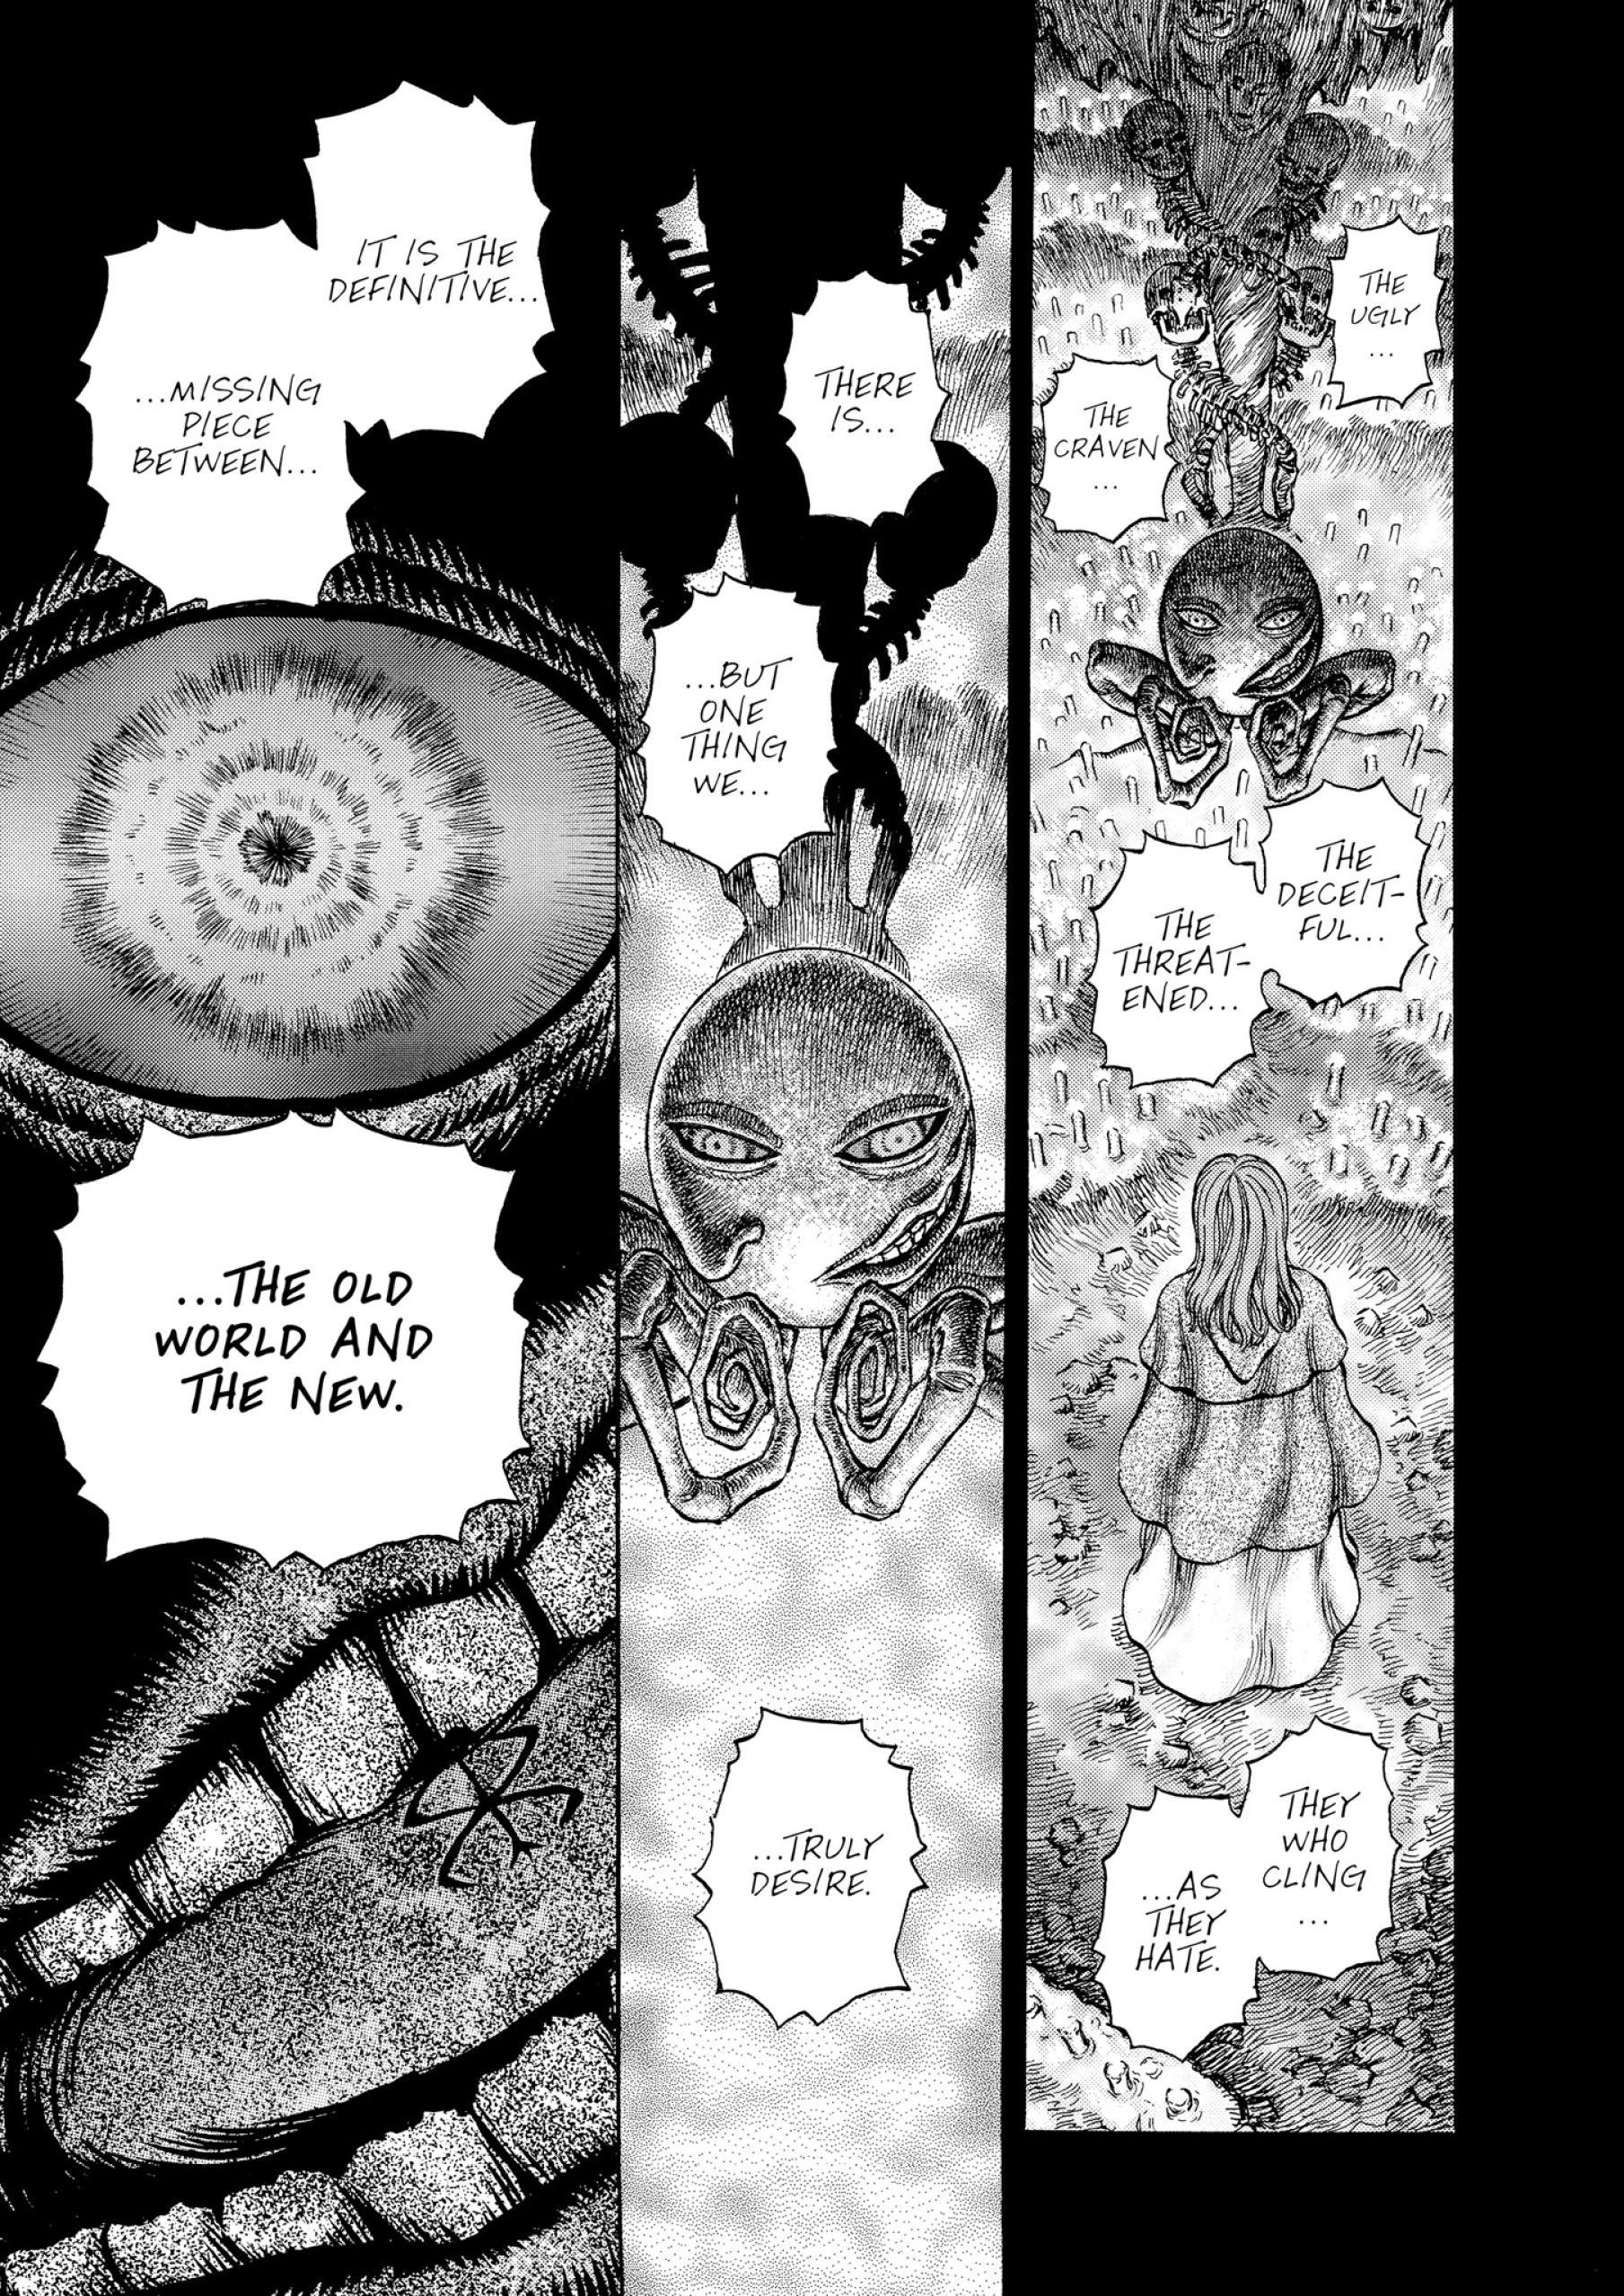 THE
UGLY
...
THE
CRAVEN
...
THE
DECEIT-
FUL...
THE
THREAT-
ENED...
THEY
WHO
CLING
...
...AS
THEY
HATE.
THERE
IS...
...BUT
ONE
THING
WE...
...TRULY
DESIRE.
IT IS THE
DEFINITIVE...
...MISSING
PIECE
BETWEEN...
...THE OLD
WORLD AND
THE NEW.